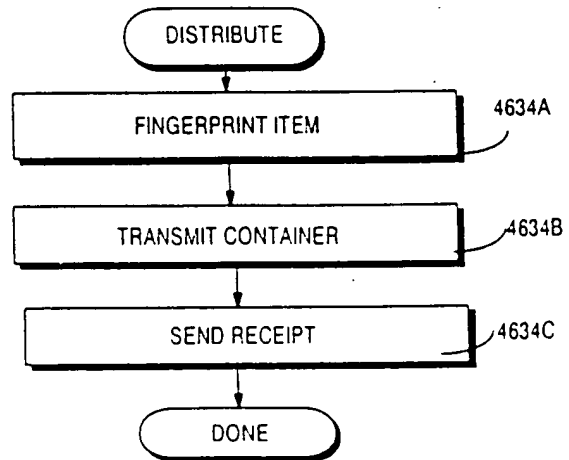 DISTRIBUTE
FINGERPRINT ITEM
4634A
TRANSMIT CONTAINER
4634B
SEND RECEIPT
4634C
DONE